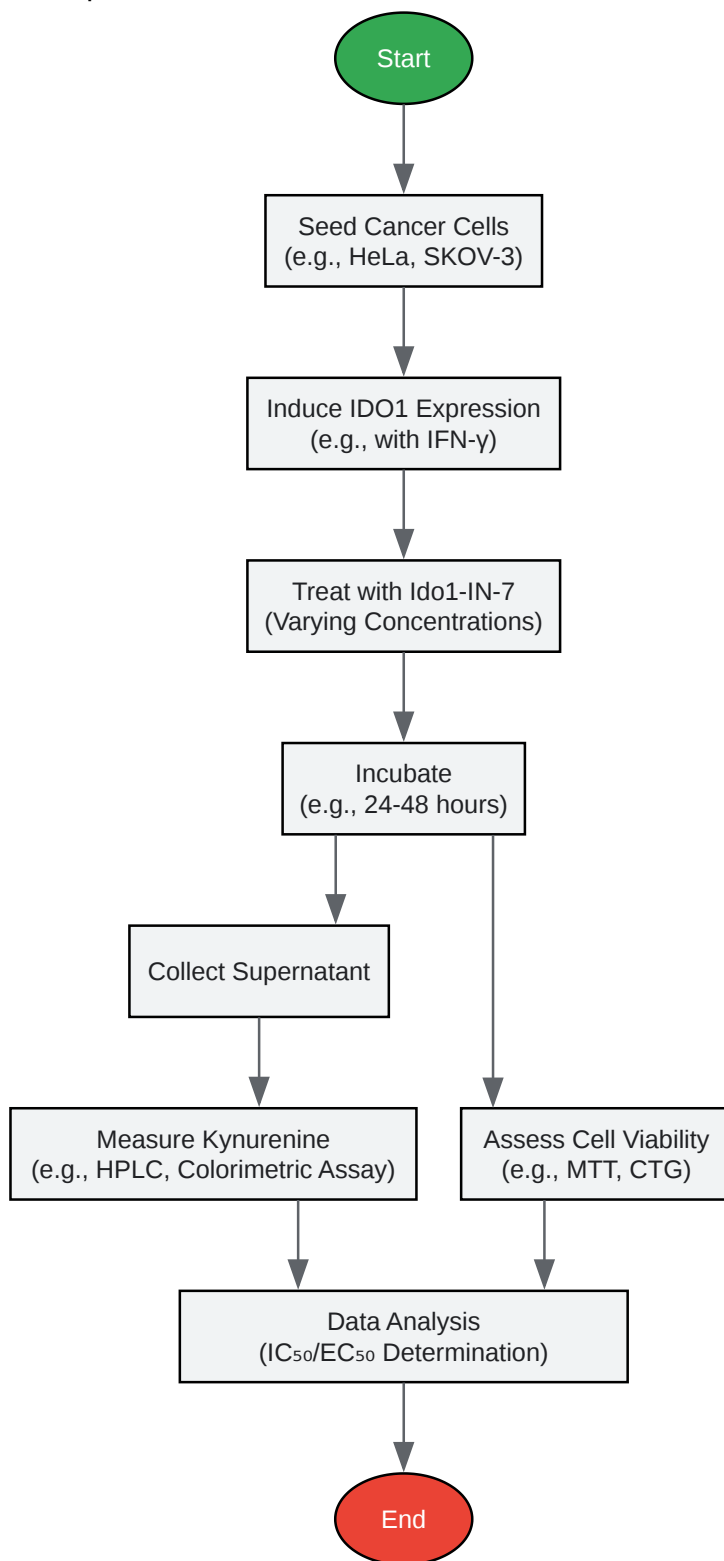 Start
Seed Cancer Cells
(e.g., HeLa, SKOV-3)
Induce IDO1 Expression
(e.g., with IFN-γ)
Treat with Ido1-IN-7
(Varying Concentrations)
Incubate
(e.g., 24-48 hours)
Collect Supernatant
Measure Kynurenine
(e.g., HPLC, Colorimetric Assay)
Assess Cell Viability
(e.g., MTT, CTG)
Data Analysis
(IC₅₀/EC₅₀ Determination)
End